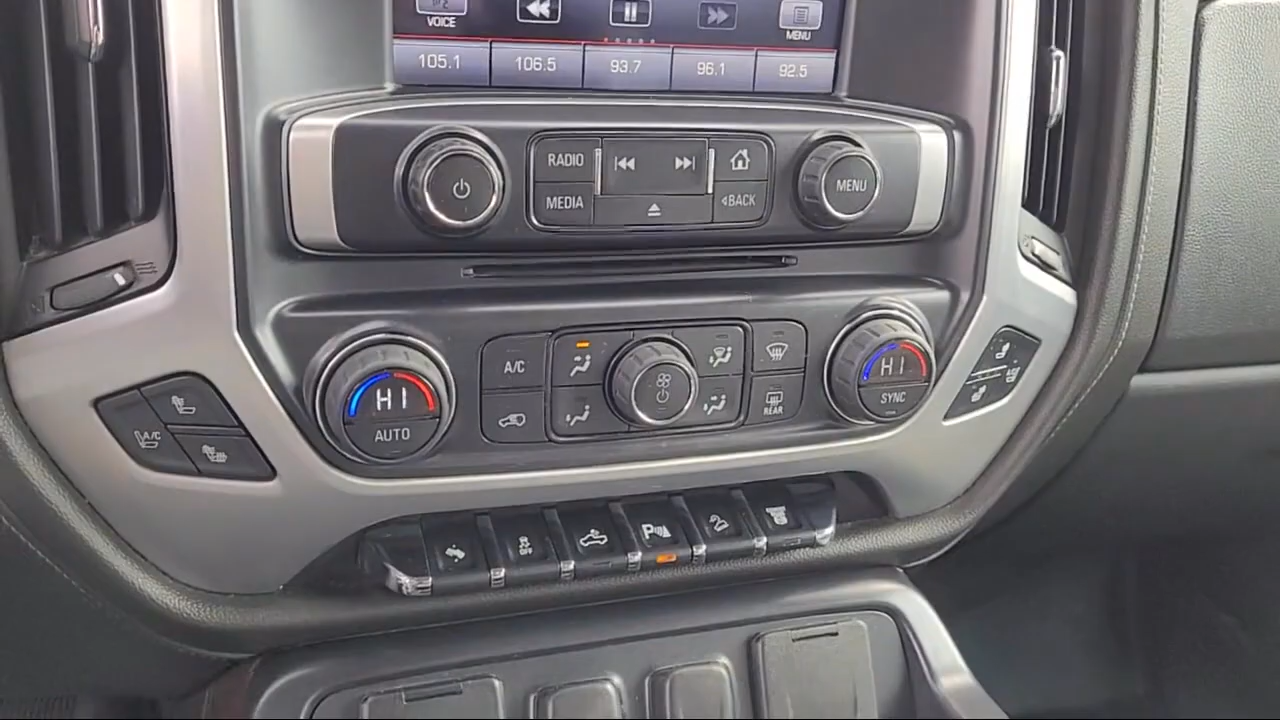 VOICE
MENU
105.1
106.5
93.7
96.1
92.5
RADIO
MEDIA
BACK
MENU
A/C
HI
AUTO
REAR
HI
SYNC
A/C
OFF
P